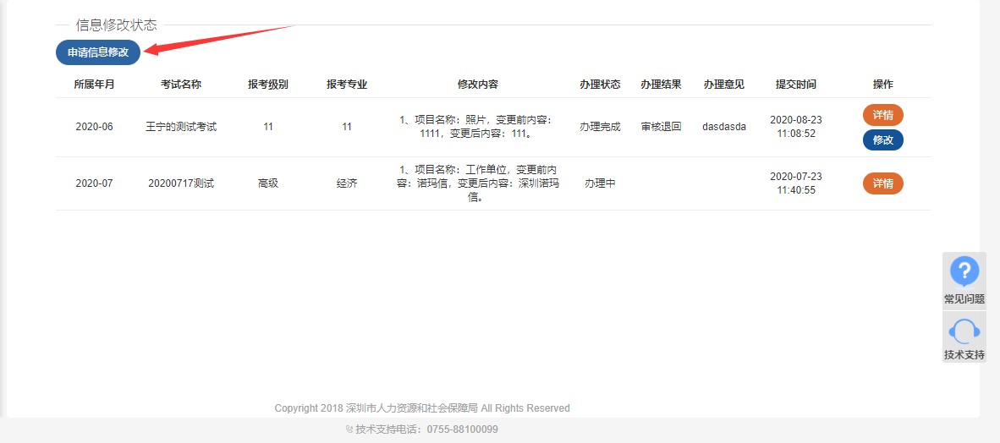 信息修改状态
申请信息修改
所属年月 考试名称 报考级别 报考专业 修改内容 办理状态 办理结果 办理意见 提交时间 操作
2020-06 王宁的测试考试 11 11 1、项目名称：照片，变更前内容：
1111，变更后内容：111。 办理完成 审核退回 dasdasda 2020-08-23
11:08:52 详情
修改
2020-07 20200717测试 高级 经济 1、项目名称：工作单位，变更前内
容：诺玛信，变更后内容：深圳诺玛
信。 办理中 2020-07-23
11:40:55 详情
?
常见问题
技术支持
Copyright 2018 深圳市人力资源和社会保障局 All Rights Reserved
技术支持电话：0755-88100099